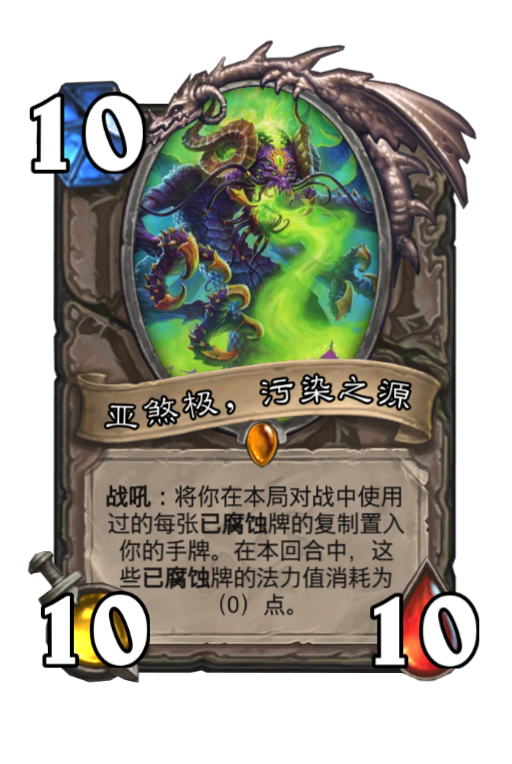 10
亚煞极，污染之源
战吼：将你在本局对战中使用
过的每张已腐蚀牌的复制置入
你的手牌。在本回合中，这
些已腐蚀牌的法力值消耗为
（0）点。
10
10